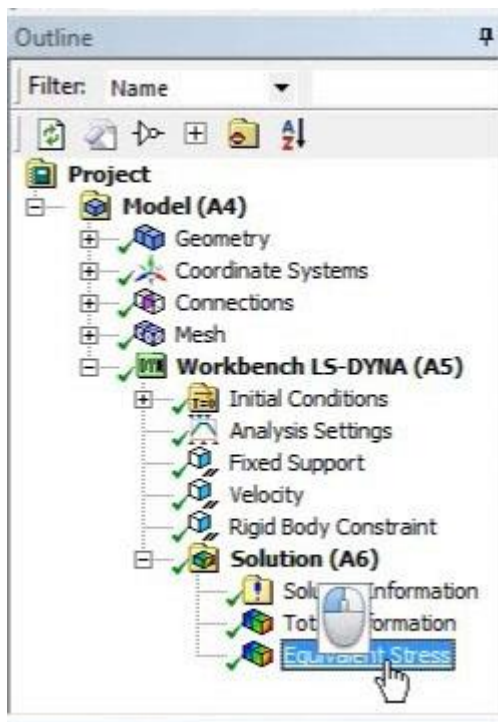 Outline
Filter: Name
Project
Model (A4)
Geometry
Coordinate Systems
Connections
Mesh
Workbench LS-DYNA (A5)
Initial Conditions
Analysis Settings
Fixed Support
Velocity
Rigid Body Constraint
Solution (A6)
Information
Equivalent Stress